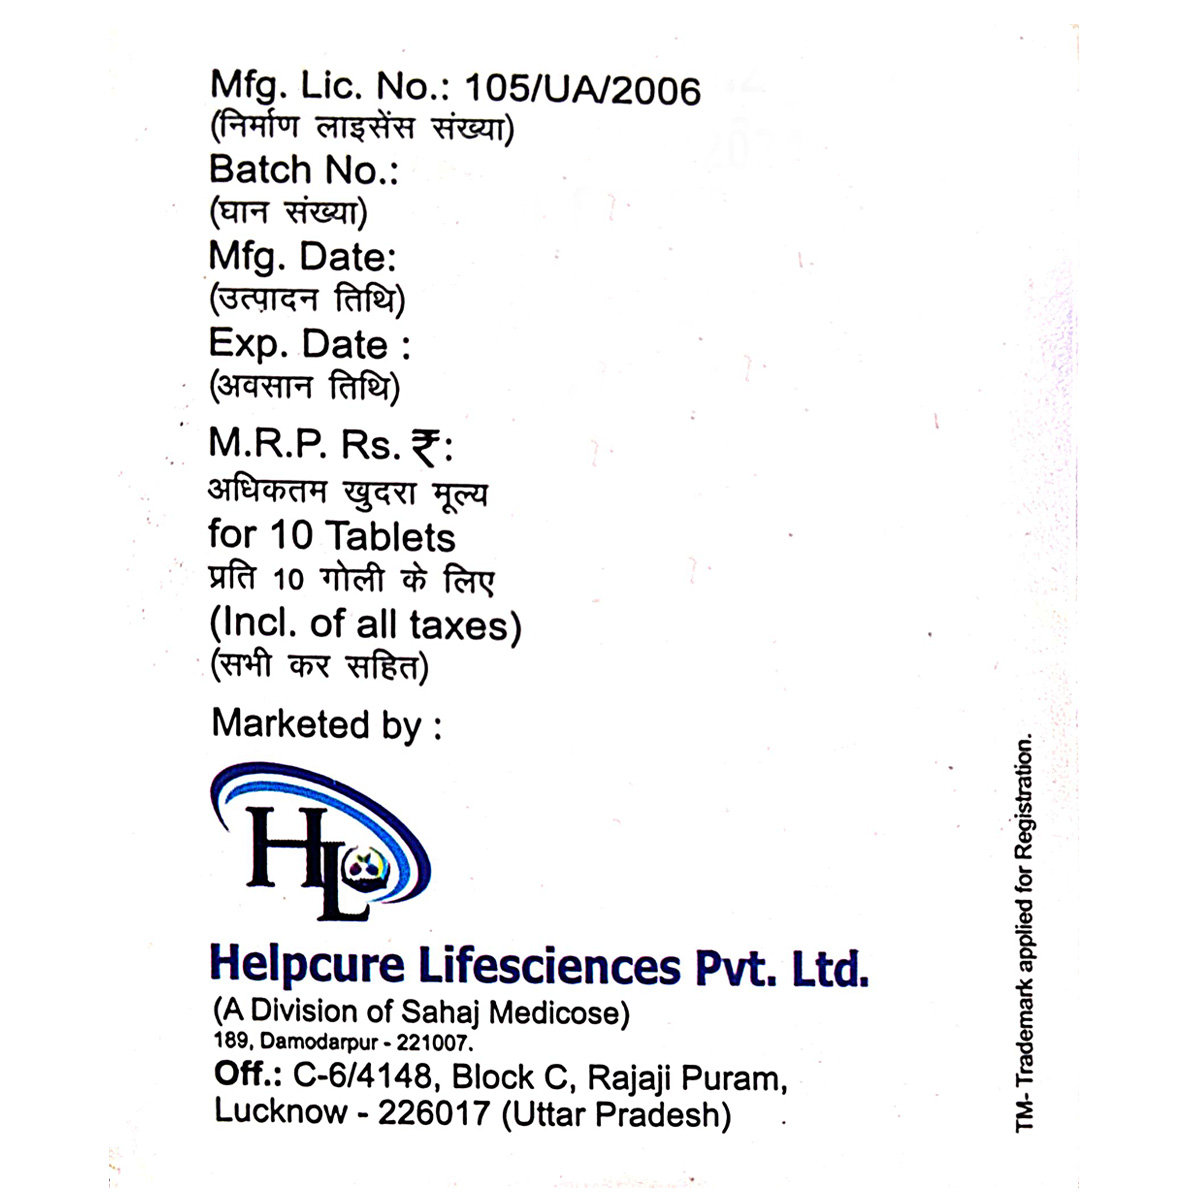 Mfg. Lic. No.: 105/UA/2006
(निर्माण लाइसेंस संख्या)
Batch No.:
(घान संख्या)
Mfg. Date:
(उत्पादन तिथि)
Exp. Date :
(अवसान तिथि)
M.R.P. Rs. ₹:
अधिकतम खुदरा मूल्य
for 10 Tablets
प्रति 10 गोली के लिए
(Incl. of all taxes)
(सभी कर सहित)
Marketed by :
HL
Helpcure Lifesciences Pvt. Ltd.
(A Division of Sahaj Medicose)
189, Damodarpur - 221007.
Off.: C-6/4148, Block C, Rajaji Puram,
Lucknow - 226017 (Uttar Pradesh)
TM- Trademark applied for Registration.